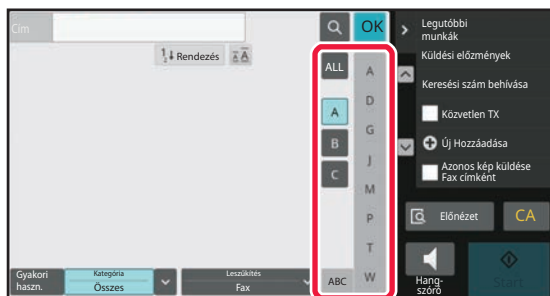 Cím
OK
1↓ Rendezés
ALL
A
B
C
ABC
A
D
G
J
M
P
T
W
Gyakori
haszn.
Kategória
Összes
Leszűkítés
Fax
Legutóbbi
munkák
Küldési előzmények
Keresési szám behívása
Közvetlen TX
Új Hozzáadása
Azonos kép küldése
Fax címként
Előnézet
CA
Hang-
szóró
Start